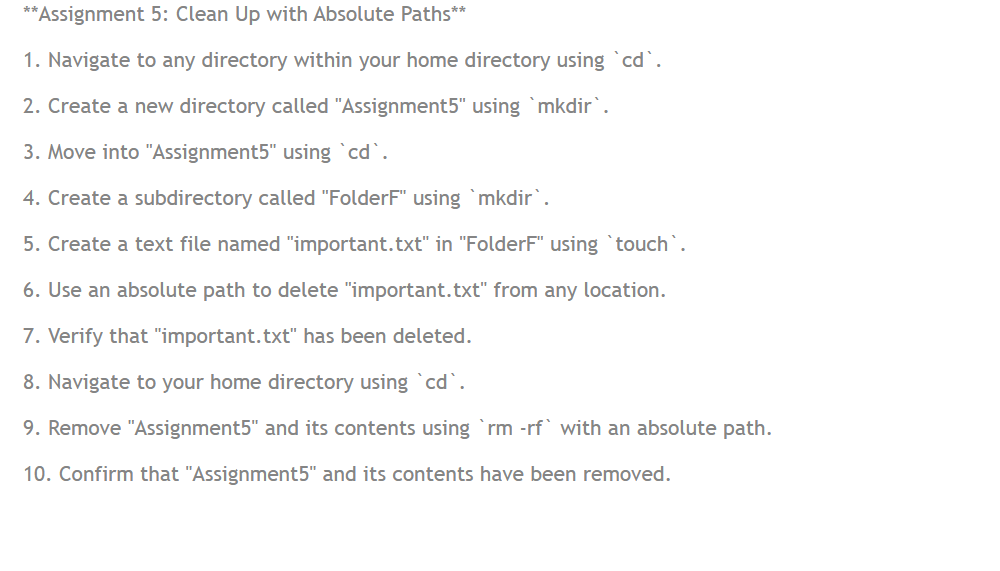 **Assignment 5: Clean Up with Absolute Paths**
1. Navigate to any directory within your home directory using `cd`.
2. Create a new directory called "Assignment5" using `mkdir`.
3. Move into "Assignment5" using `cd`.
4. Create a subdirectory called "FolderF" using `mkdir`.
5. Create a text file named "important.txt" in "FolderF" using `touch`.
6. Use an absolute path to delete "important.txt" from any location.
7. Verify that "important.txt" has been deleted.
8. Navigate to your home directory using `cd`.
9. Remove "Assignment5" and its contents using `rm -rf` with an absolute path.
10. Confirm that "Assignment5" and its contents have been removed.